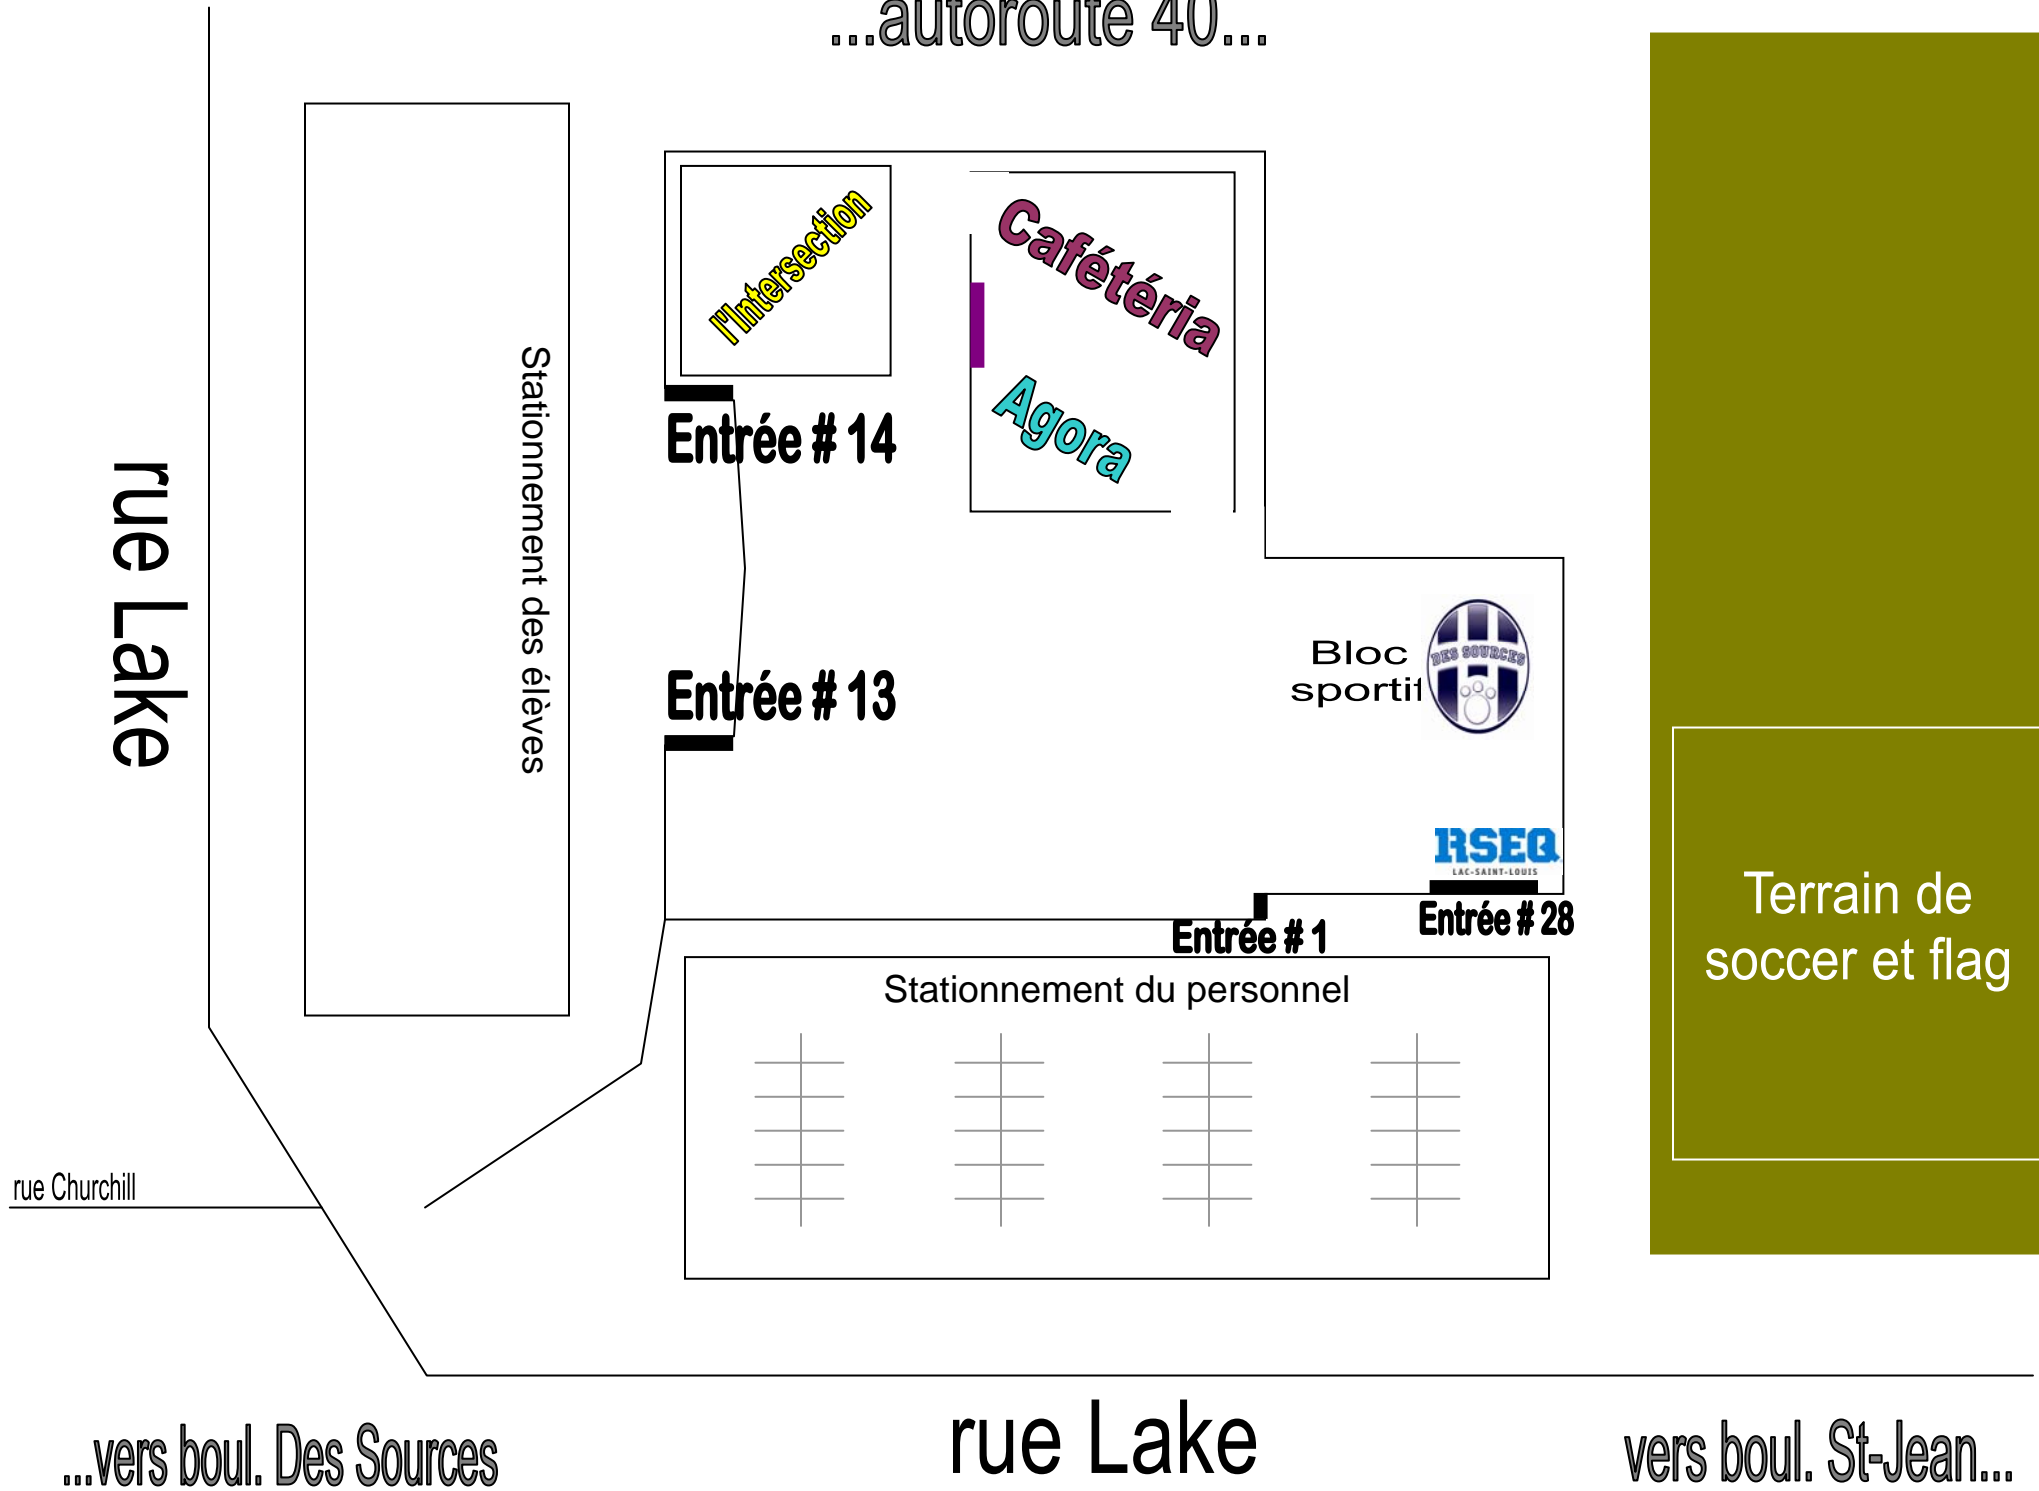 ...autoroute 40...
l'Intersection
Cafétéria
Agora
Stationnement des élèves
Entrée # 14
rue Lake
Entrée # 13
Bloc
sportif
DES SOURCES
RSEQ
LAC-SAINT-LOUIS
Entrée # 28
Entrée # 1
Terrain de
soccer et flag
Stationnement du personnel
rue Churchill
rue Lake
...vers boul. Des Sources
vers boul. St-Jean...